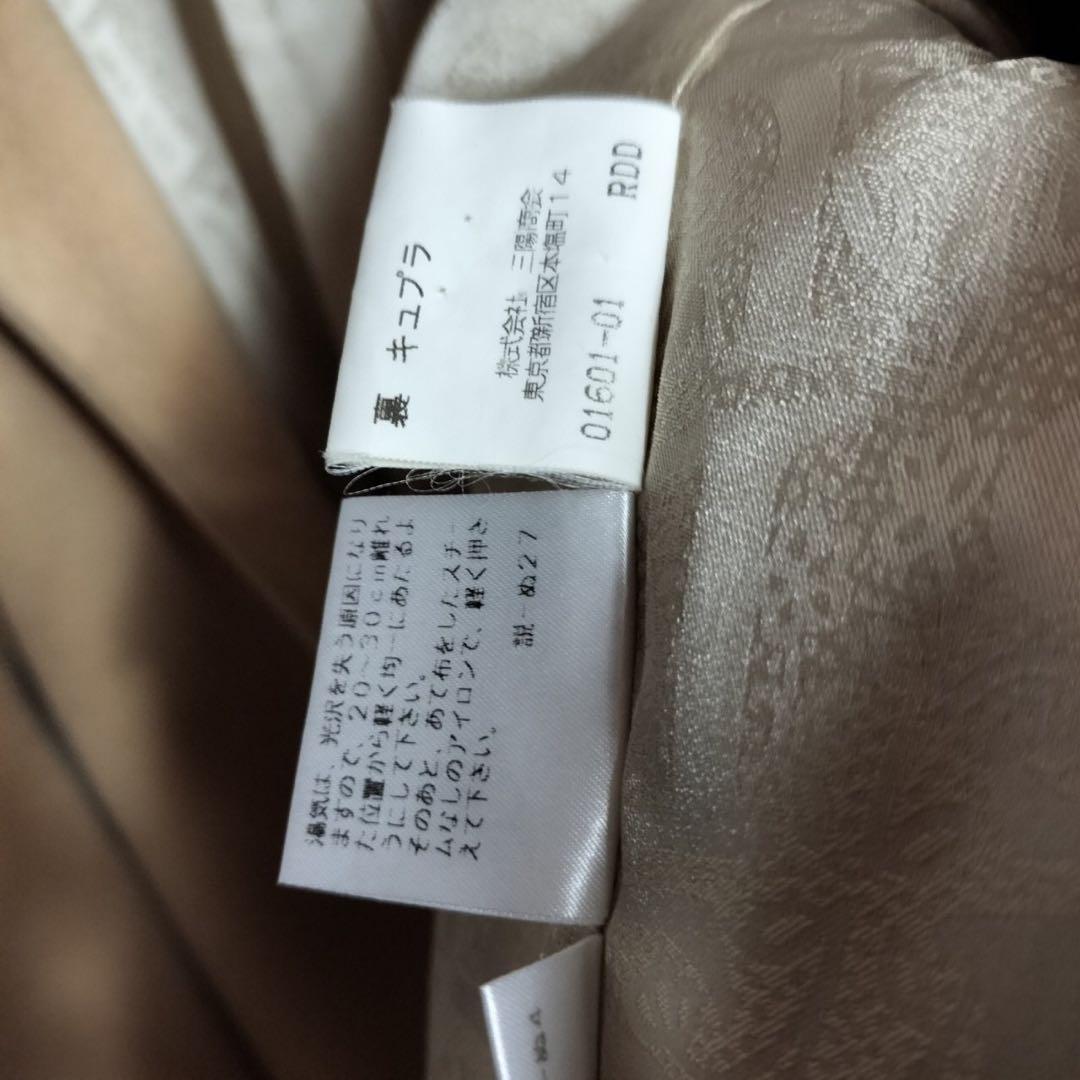 裏 キュプラ
株式会社 三陽商会
東京都新宿区本塩町14
01601-01 RDD
湯気は、光沢を失う原因になり
ますので、20〜30cm離れ
た位置から軽く均一にあたるよ
うにして下さい。
そのあと、あて布をしたスチー
ムなしのアイロンで、軽く押さ
えて下さい。
説−ぬ27